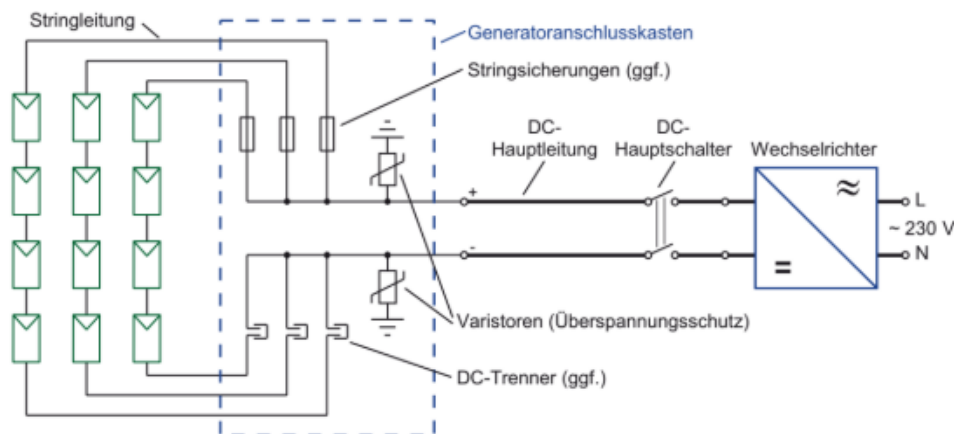 Stringleitung
Generatoranschlusskasten
Stringsicherungen (ggf.)
DC-
Hauptleitung
DC-
Hauptschalter
Wechselrichter
+
≈
L
~ 230 V
-
=
N
Varistoren (Überspannungsschutz)
DC-Trenner (ggf.)